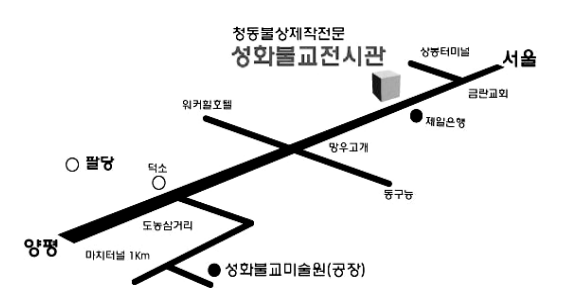 청동불상제작전문
성화불교전시관
상봉터미널
서울
금란교회
워커힐호텔
제일은행
망우고개
팔당
덕소
동구능
도농삼거리
양평
마치터널 1Km
성화불교미술원(공장)